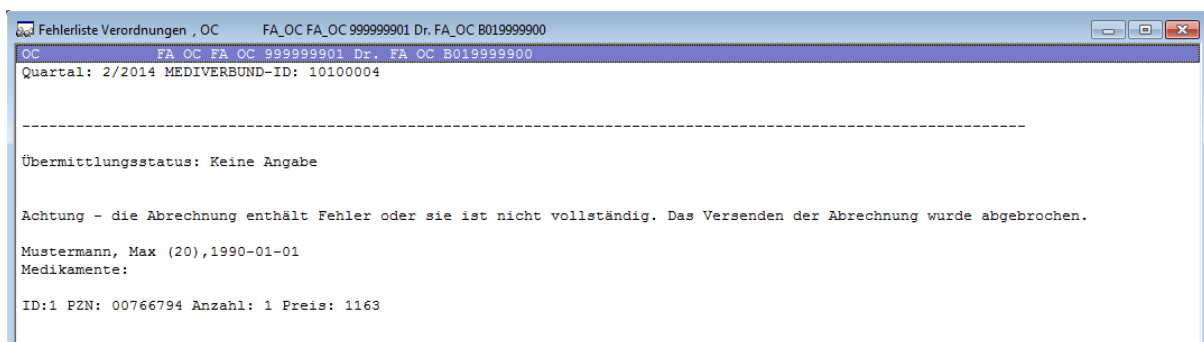 Fehlerliste Verordnungen , OC FA_OC FA_OC 999999901 Dr. FA_OC B019999900
OC FA OC FA OC 999999901 Dr. FA OC B019999900
Quartal: 2/2014 MEDIVERBUND-ID: 10100004
----------------------------------------------------------------------------------------------------------------
Übermittlungsstatus: Keine Angabe
Achtung - die Abrechnung enthält Fehler oder sie ist nicht vollständig. Das Versenden der Abrechnung wurde abgebrochen.
Mustermann, Max (20),1990-01-01
Medikamente:
ID:1 PZN: 00766794 Anzahl: 1 Preis: 1163